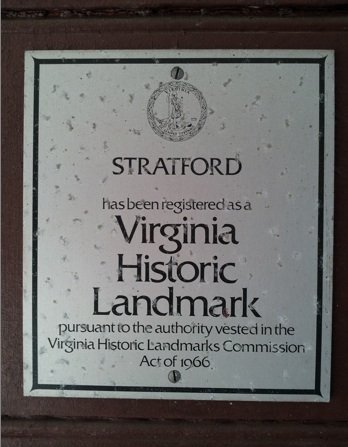 STRATFORD
has been registered as a
Virginia
Historic
Landmark
pursuant to the authority vested in the
Virginia Historic Landmarks Commission
Act of 1966